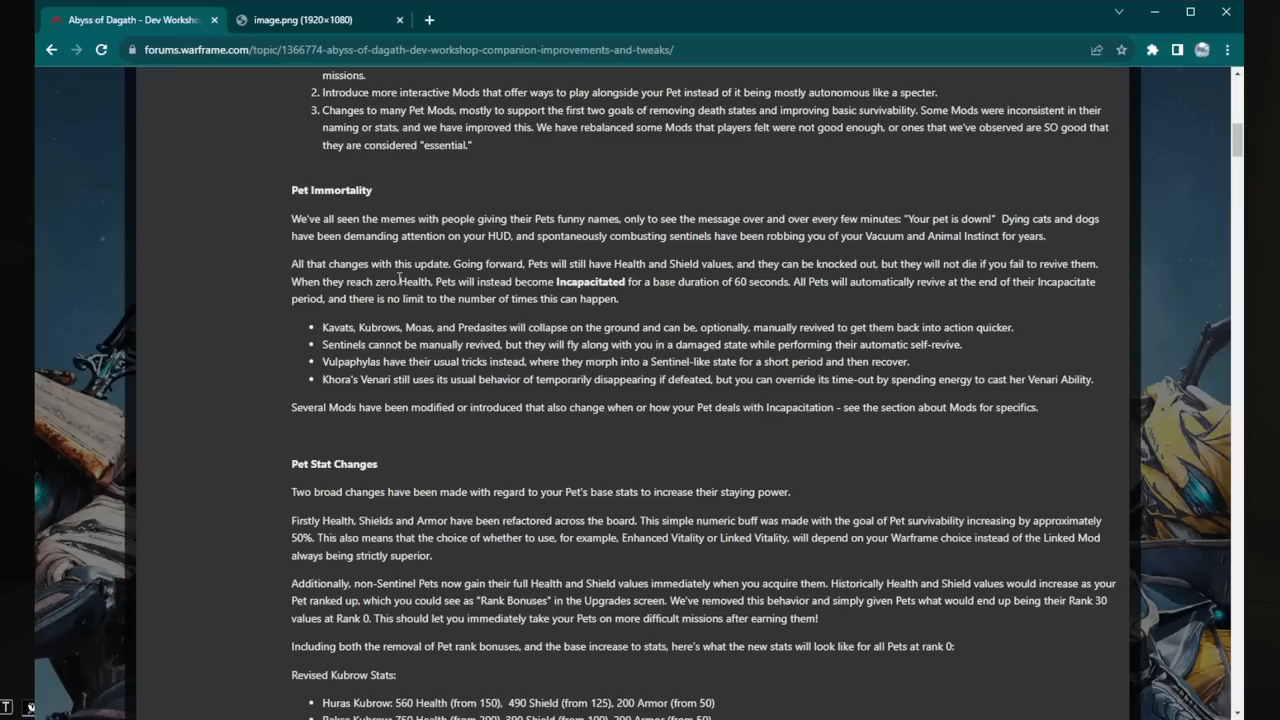 Abyss of Dagath - Dev Worksho
image.png (1920×1080)
forums.warframe.com/topic/1366774-abyss-of-dagath-dev-workshop-companion-improvements-and-tweaks/
missions.
2. Introduce more interactive Mods that offer ways to play alongside your Pet instead of it being mostly autonomous like a specter.
3. Changes to many Pet Mods, mostly to support the first two goals of removing death states and improving basic survivability. Some Mods were inconsistent in their
naming or stats, and we have improved this. We have rebalanced some Mods that players felt were not good enough, or ones that we've observed are SO good that
they are considered "essential."
Pet Immortality
We've all seen the memes with people giving their Pets funny names, only to see the message over and over every few minutes: "Your pet is down!" Dying cats and dogs
have been demanding attention on your HUD, and spontaneously combusting sentinels have been robbing you of your Vacuum and Animal Instinct for years.
All that changes with this update. Going forward, Pets will still have Health and Shield values, and they can be knocked out, but they will not die if you fail to revive them.
When they reach zero Health, Pets will instead become Incapacitated for a base duration of 60 seconds. All Pets will automatically revive at the end of their Incapacitate
period, and there is no limit to the number of times this can happen.
• Kavats, Kubrows, Moas, and Predasites will collapse on the ground and can be, optionally, manually revived to get them back into action quicker.
• Sentinels cannot be manually revived, but they will fly along with you in a damaged state while performing their automatic self-revive.
• Vulpaphylas have their usual tricks instead, where they morph into a Sentinel-like state for a short period and then recover.
• Khora's Venari still uses its usual behavior of temporarily disappearing if defeated, but you can override its time-out by spending energy to cast her Venari Ability.
Several Mods have been modified or introduced that also change when or how your Pet deals with Incapacitation - see the section about Mods for specifics.
Pet Stat Changes
Two broad changes have been made with regard to your Pet's base stats to increase their staying power.
Firstly Health, Shields and Armor have been refactored across the board. This simple numeric buff was made with the goal of Pet survivability increasing by approximately
50%. This also means that the choice of whether to use, for example, Enhanced Vitality or Linked Vitality, will depend on your Warframe choice instead of the Linked Mod
always being strictly superior.
Additionally, non-Sentinel Pets now gain their full Health and Shield values immediately when you acquire them. Historically Health and Shield values would increase as your
Pet ranked up, which you could see as "Rank Bonuses" in the Upgrades screen. We've removed this behavior and simply given Pets what would end up being their Rank 30
values at Rank 0. This should let you immediately take your Pets on more difficult missions after earning them!
Including both the removal of Pet rank bonuses, and the base increase to stats, here's what the new stats will look like for all Pets at rank 0:
Revised Kubrow Stats:
• Huras Kubrow: 560 Health (from 150), 490 Shield (from 125), 200 Armor (from 50)
• Raksa Kubrow: 750 Health (from 200), 390 Shield (from 100), 200 Armor (from 50)
T